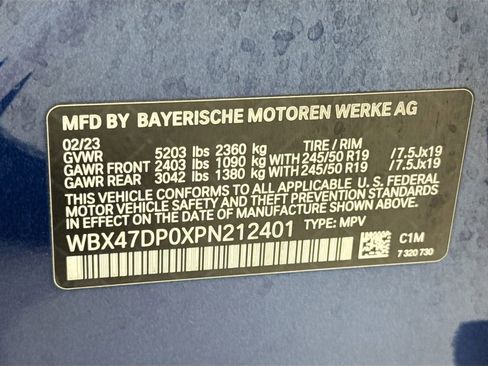 MFD BY BAYERISCHE MOTOREN WERKE AG
02/23 TIRE / RIM
GVWR 5203 lbs 2360 kg
GAWR FRONT 2403 lbs 1090 kg WITH 245/50 R19 /7.5Jx19
GAWR REAR 3042 lbs 1380 kg WITH 245/50 R19 /7.5Jx19
THIS VEHICLE CONFORMS TO ALL APPLICABLE U.S. FEDERAL
MOTOR VEHICLE SAFETY, BUMPER, AND THEFT PREVENTION
STANDARDS IN EFFECT ON THE DATE OF MANUFACTURE SHOWN ABOVE.
WBX47DP0XPN212401 TYPE: MPV
C1M
7 320 730